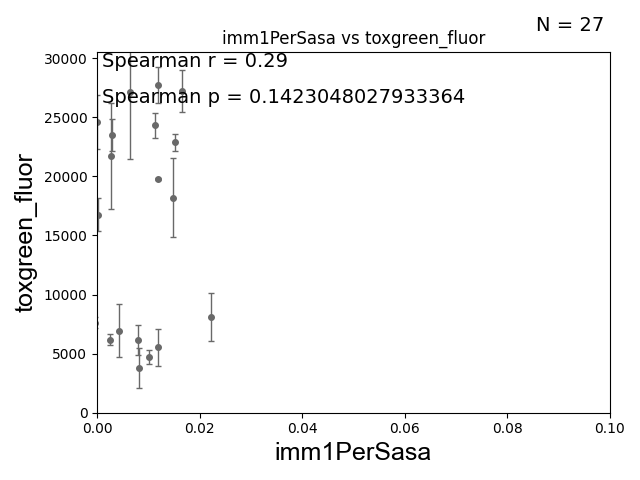 N = 27
imm1PerSasa vs toxgreen_fluor
Spearman r = 0.29
Spearman p = 0.1423048027933364
toxgreen_fluor
30000
25000
20000
15000
10000
5000
0
0.00 0.02 0.04 0.06 0.08 0.10
imm1PerSasa